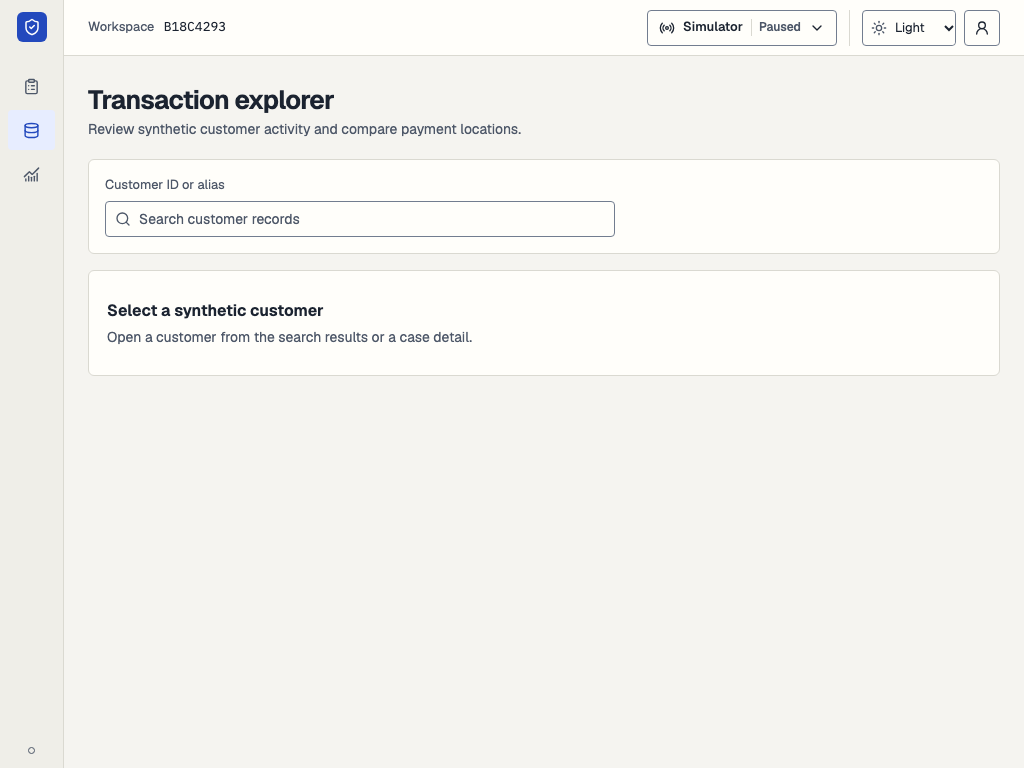 Workspace B18C4293
Simulator Paused
Light
Transaction explorer
Review synthetic customer activity and compare payment locations.
Customer ID or alias
Search customer records
Select a synthetic customer
Open a customer from the search results or a case detail.